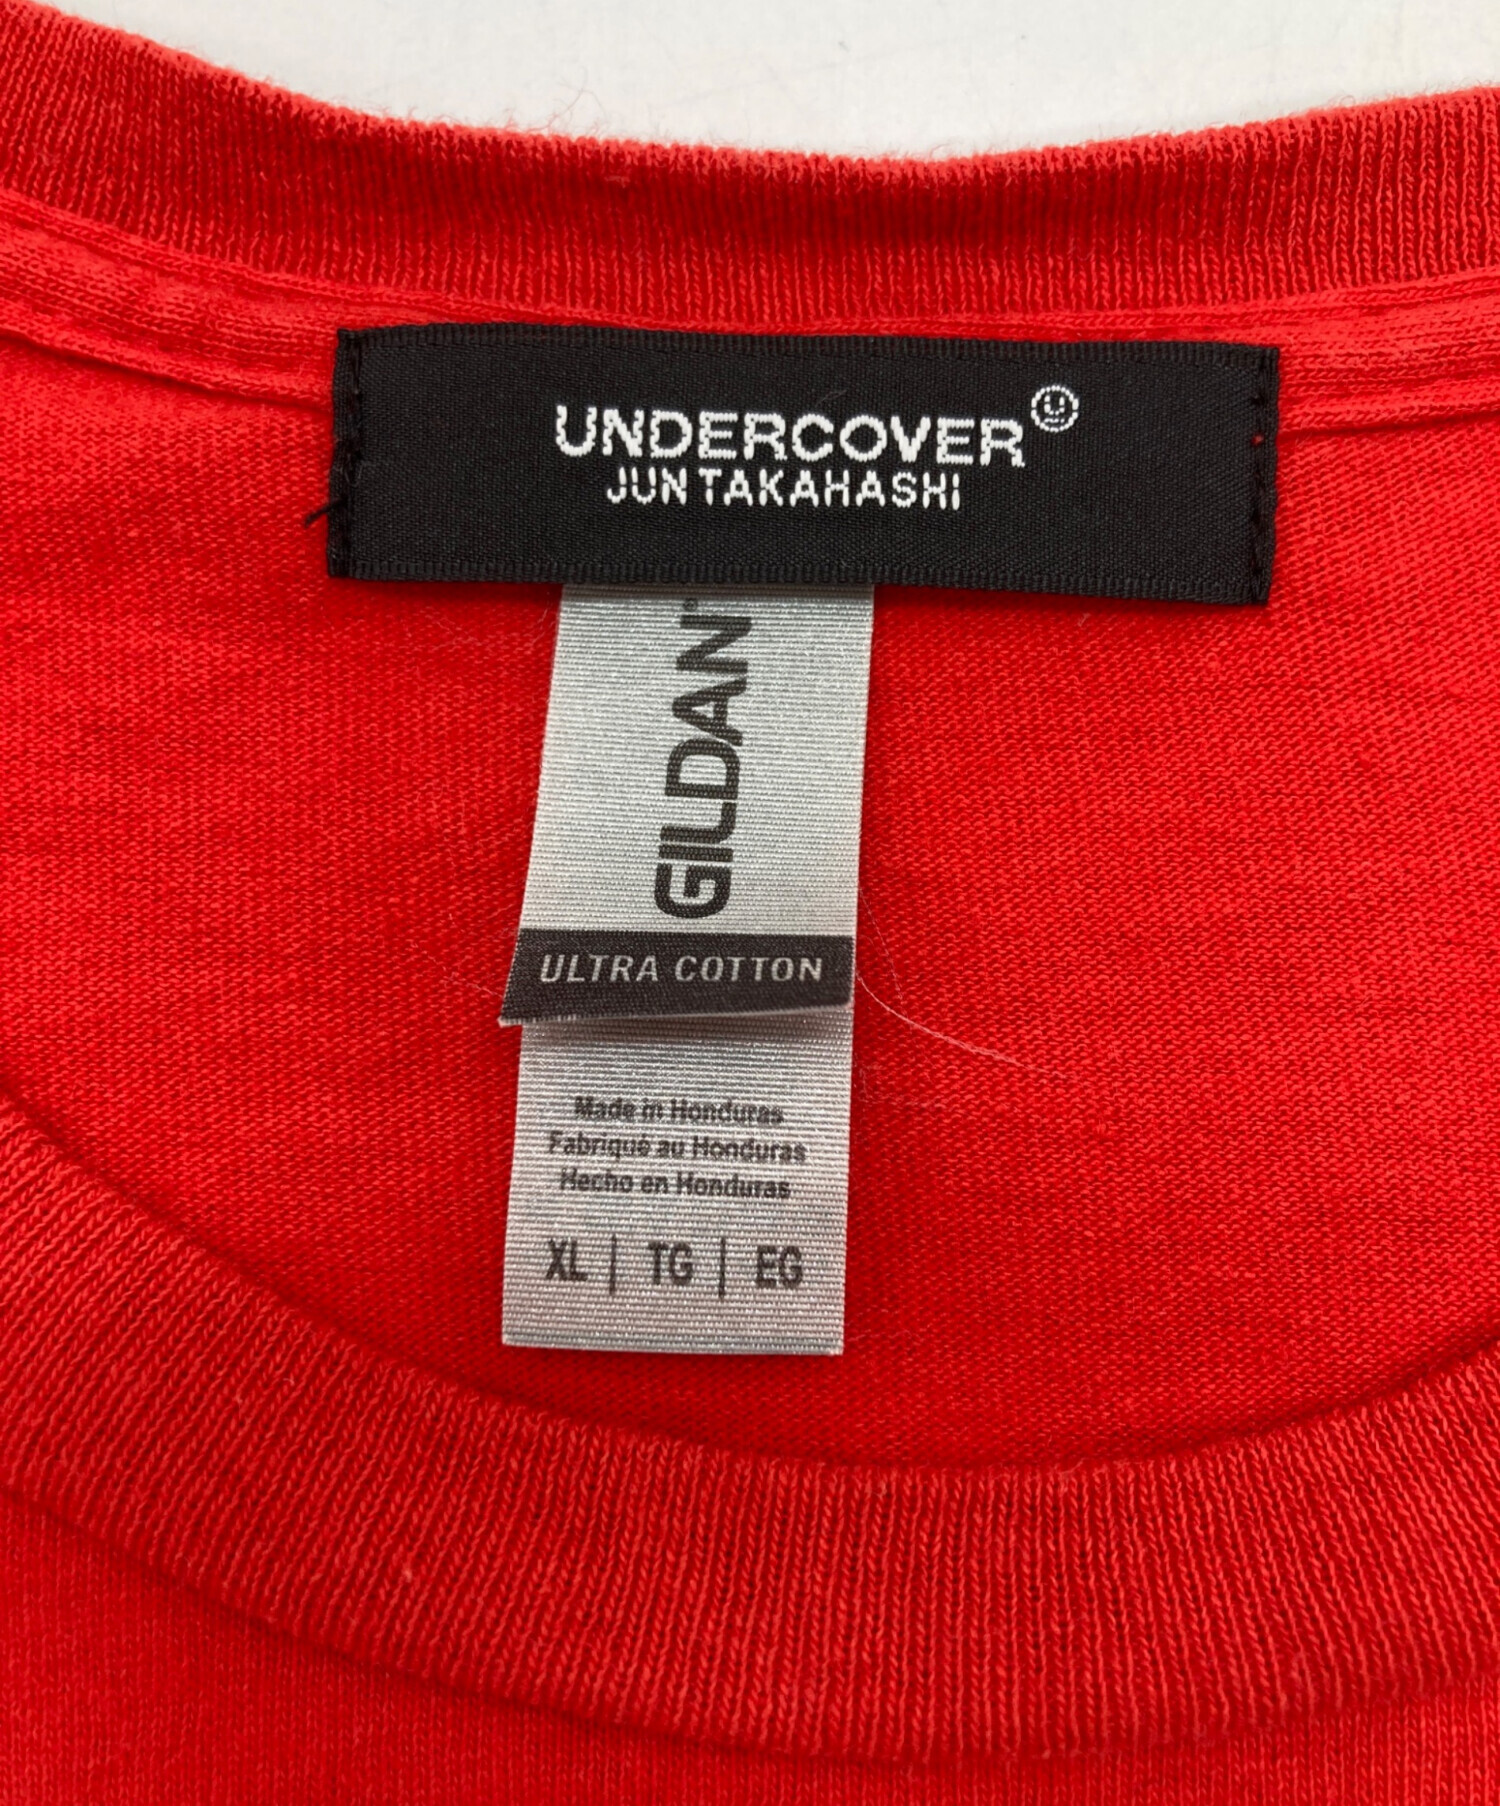 UNDERCOVER
JUN TAKAHASHI
GILDAN®
ULTRA COTTON
Made in Honduras
Fabriqué au Honduras
Hecho en Honduras
XL | TG | EG